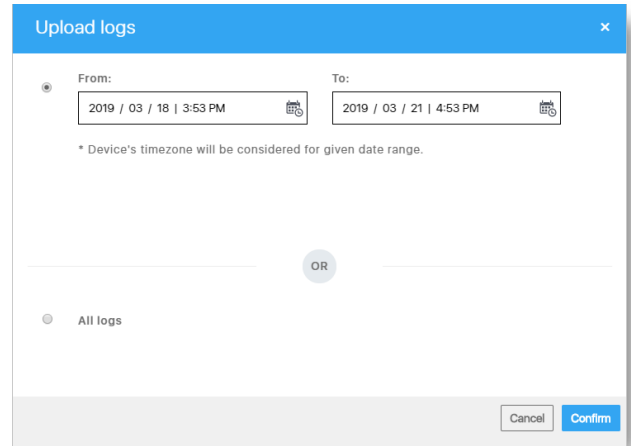 Upload logs ×
From: To:
2019 / 03 / 18 | 3:53 PM 2019 / 03 / 21 | 4:53 PM
* Device's timezone will be considered for given date range.
OR
All logs
Cancel Confirm